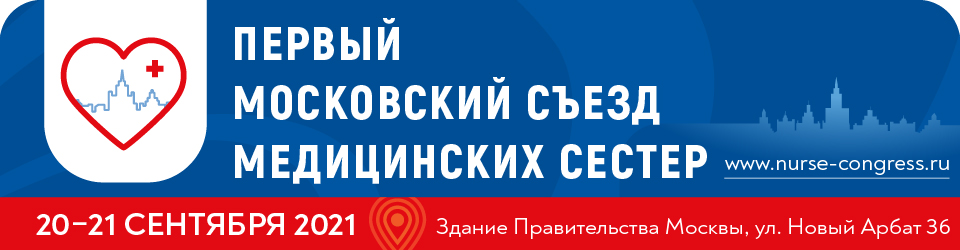 ПЕРВЫЙ
МОСКОВСКИЙ СЪЕЗД
МЕДИЦИНСКИХ СЕСТЕР
www.nurse-congress.ru
20–21 СЕНТЯБРЯ 2021
Здание Правительства Москвы, ул. Новый Арбат 36